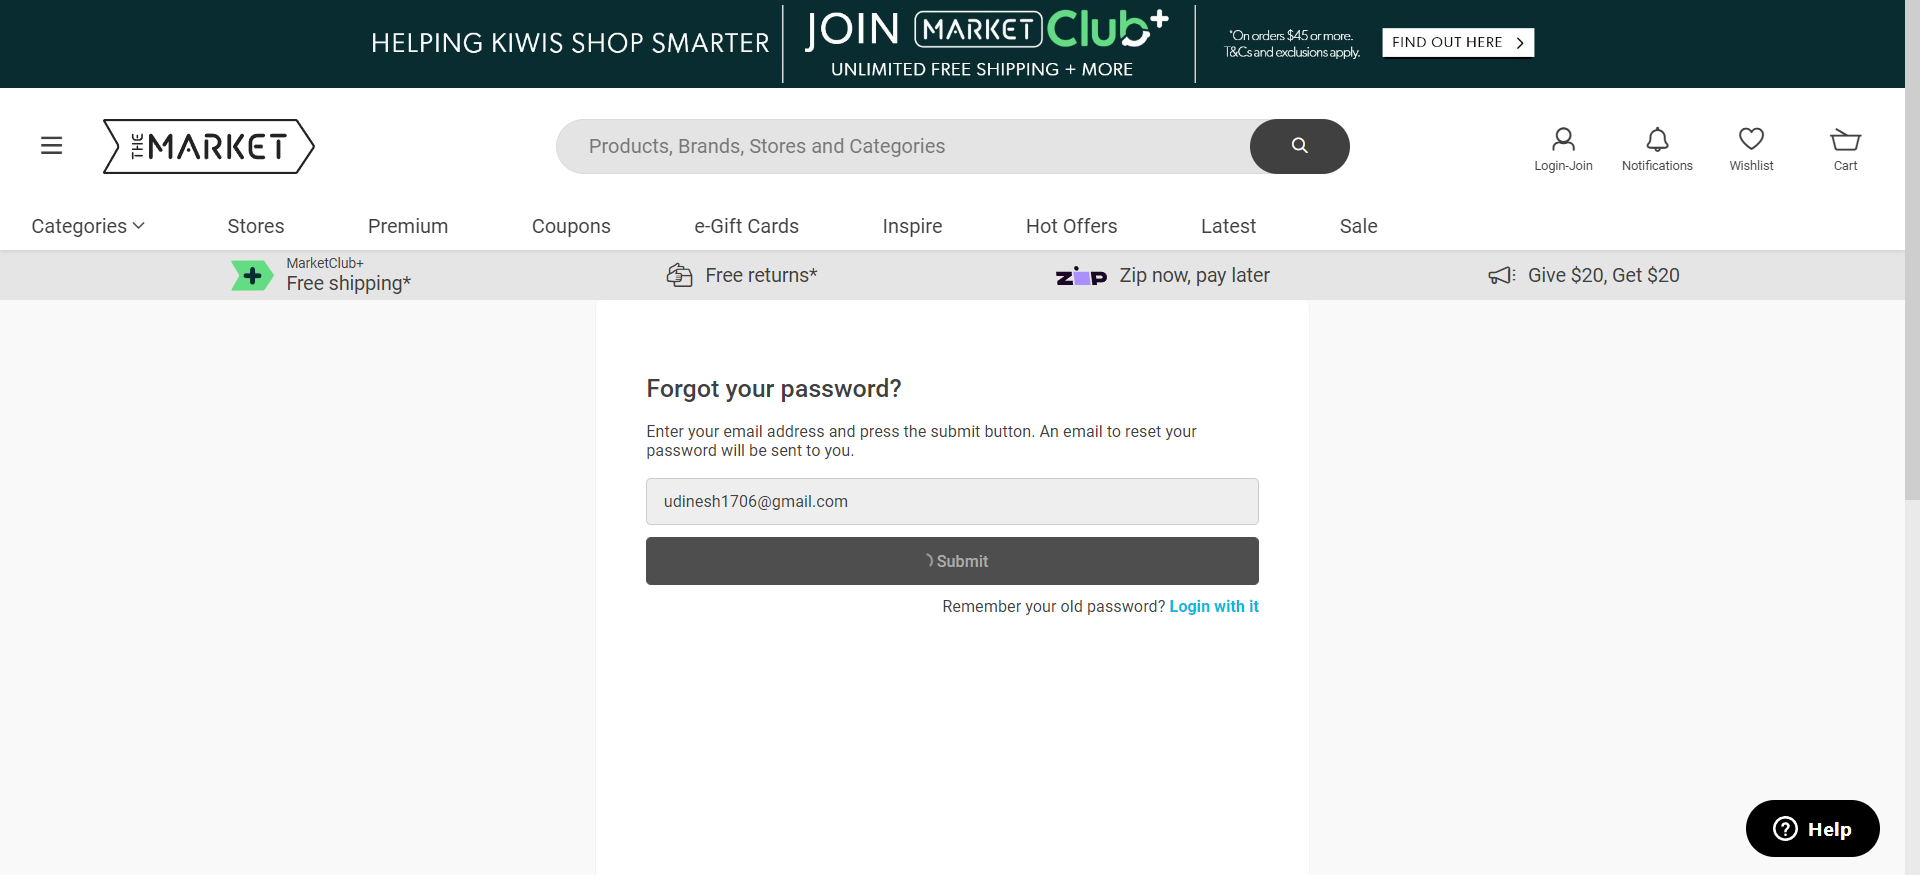 HELPING KIWIS SHOP SMARTER
JOIN MARKET Club+
UNLIMITED FREE SHIPPING + MORE
*On orders $45 or more.
T&Cs and exclusions apply.
FIND OUT HERE
THE MARKET
Products, Brands, Stores and Categories
Login-Join
Notifications
Wishlist
Cart
Categories
Stores
Premium
Coupons
e-Gift Cards
Inspire
Hot Offers
Latest
Sale
MarketClub+
Free shipping*
Free returns*
zip
Zip now, pay later
Give $20, Get $20
Forgot your password?
Enter your email address and press the submit button. An email to reset your
password will be sent to you.
udinesh1706@gmail.com
Submit
Remember your old password? Login with it
Help